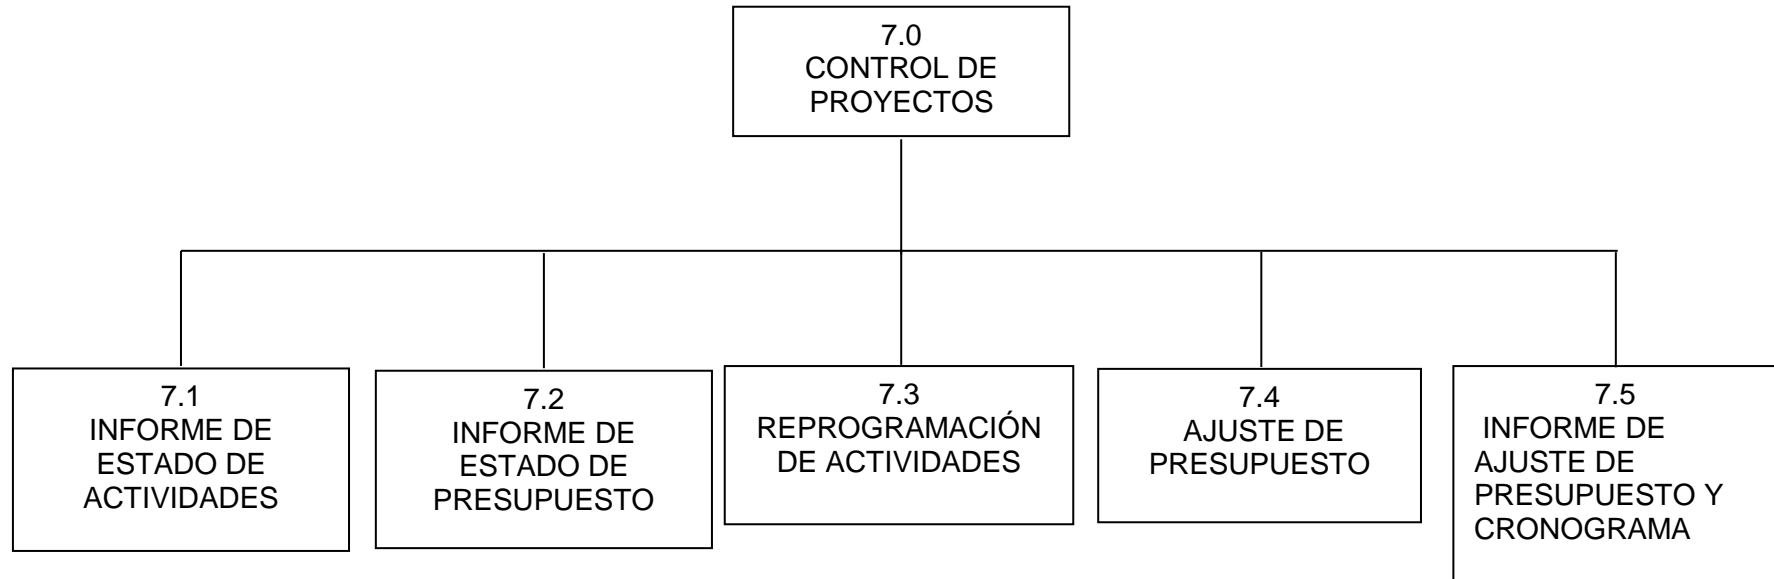 7.0
CONTROL DE
PROYECTOS
7.1
INFORME DE
ESTADO DE
ACTIVIDADES
7.2
INFORME DE
ESTADO DE
PRESUPUESTO
7.3
REPROGRAMACIÓN
DE ACTIVIDADES
7.4
AJUSTE DE
PRESUPUESTO
7.5
INFORME DE
AJUSTE DE
PRESUPUESTO Y
CRONOGRAMA